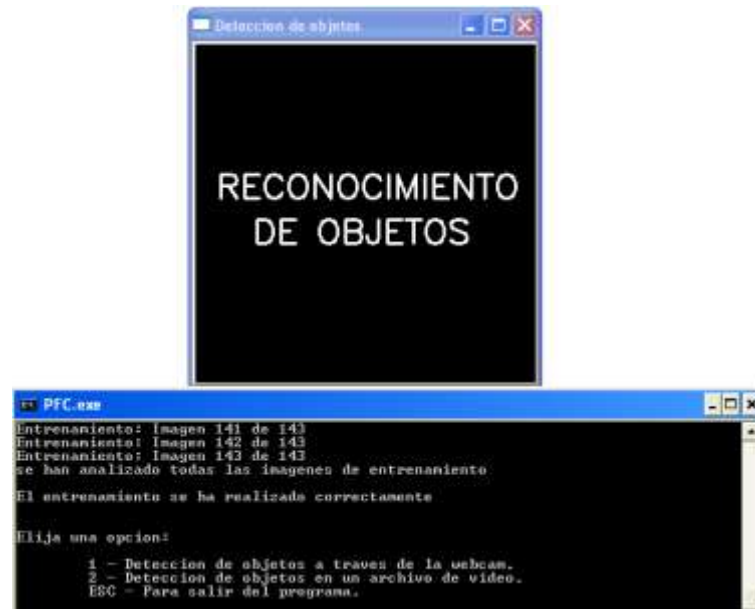 Deteccion de objetos
RECONOCIMIENTO
DE OBJETOS
PFC.exe
Entrenamiento: Imagen 141 de 143
Entrenamiento: Imagen 142 de 143
Entrenamiento: Imagen 143 de 143
se han analizado todas las imagenes de entrenamiento
El entrenamiento se ha realizado correctamente
Elija una opcion:
1 - Deteccion de objetos a traves de la webcam.
2 - Deteccion de objetos en un archivo de video.
ESC - Para salir del programa.